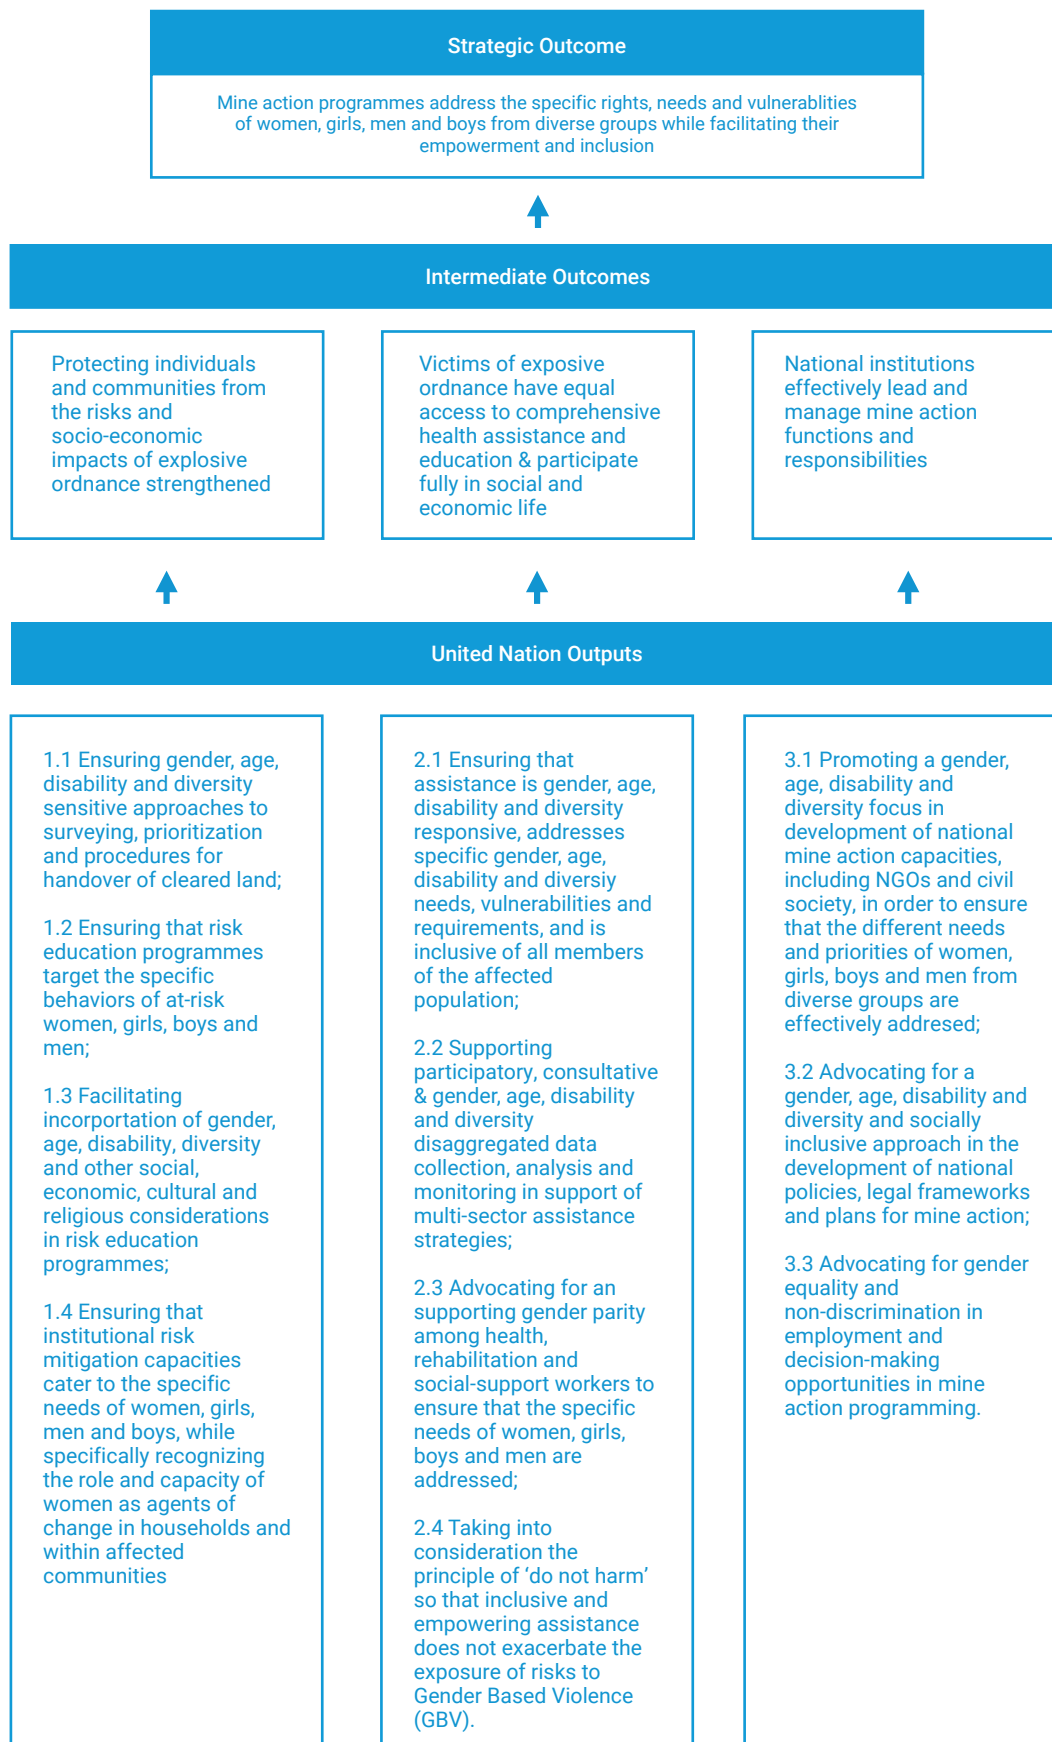 Strategic Outcome
Mine action programmes address the specific rights, needs and vulnerablities
of women, girls, men and boys from diverse groups while facilitating their
empowerment and inclusion
Intermediate Outcomes
Protecting individuals
and communities from
the risks and
socio-economic
impacts of explosive
ordnance strengthened
Victims of exposive
ordnance have equal
access to comprehensive
health assistance and
education & participate
fully in social and
economic life
National institutions
effectively lead and
manage mine action
functions and
responsibilities
United Nation Outputs
1.1 Ensuring gender, age,
disability and diversity
sensitive approaches to
surveying, prioritization
and procedures for
handover of cleared land;
1.2 Ensuring that risk
education programmes
target the specific
behaviors of at-risk
women, girls, boys and
men;
1.3 Facilitating
incorportation of gender,
age, disability, diversity
and other social,
economic, cultural and
religious considerations
in risk education
programmes;
1.4 Ensuring that
institutional risk
mitigation capacities
cater to the specific
needs of women, girls,
men and boys, while
specifically recognizing
the role and capacity of
women as agents of
change in households and
within affected
communities
2.1 Ensuring that
assistance is gender, age,
disability and diversity
responsive, addresses
specific gender, age,
disability and diversiy
needs, vulnerabilities and
requirements, and is
inclusive of all members
of the affected
population;
2.2 Supporting
participatory, consultative
& gender, age, disability
and diversity
disaggregated data
collection, analysis and
monitoring in support of
multi-sector assistance
strategies;
2.3 Advocating for an
supporting gender parity
among health,
rehabilitation and
social-support workers to
ensure that the specific
needs of women, girls,
boys and men are
addressed;
2.4 Taking into
consideration the
principle of ‘do not harm’
so that inclusive and
empowering assistance
does not exacerbate the
exposure of risks to
Gender Based Violence
(GBV).
3.1 Promoting a gender,
age, disability and
diversity focus in
development of national
mine action capacities,
including NGOs and civil
society, in order to ensure
that the different needs
and priorities of women,
girls, boys and men from
diverse groups are
effectively addresed;
3.2 Advocating for a
gender, age, disability and
diversity and socially
inclusive approach in the
development of national
policies, legal frameworks
and plans for mine action;
3.3 Advocating for gender
equality and
non-discrimination in
employment and
decision-making
opportunities in mine
action programming.